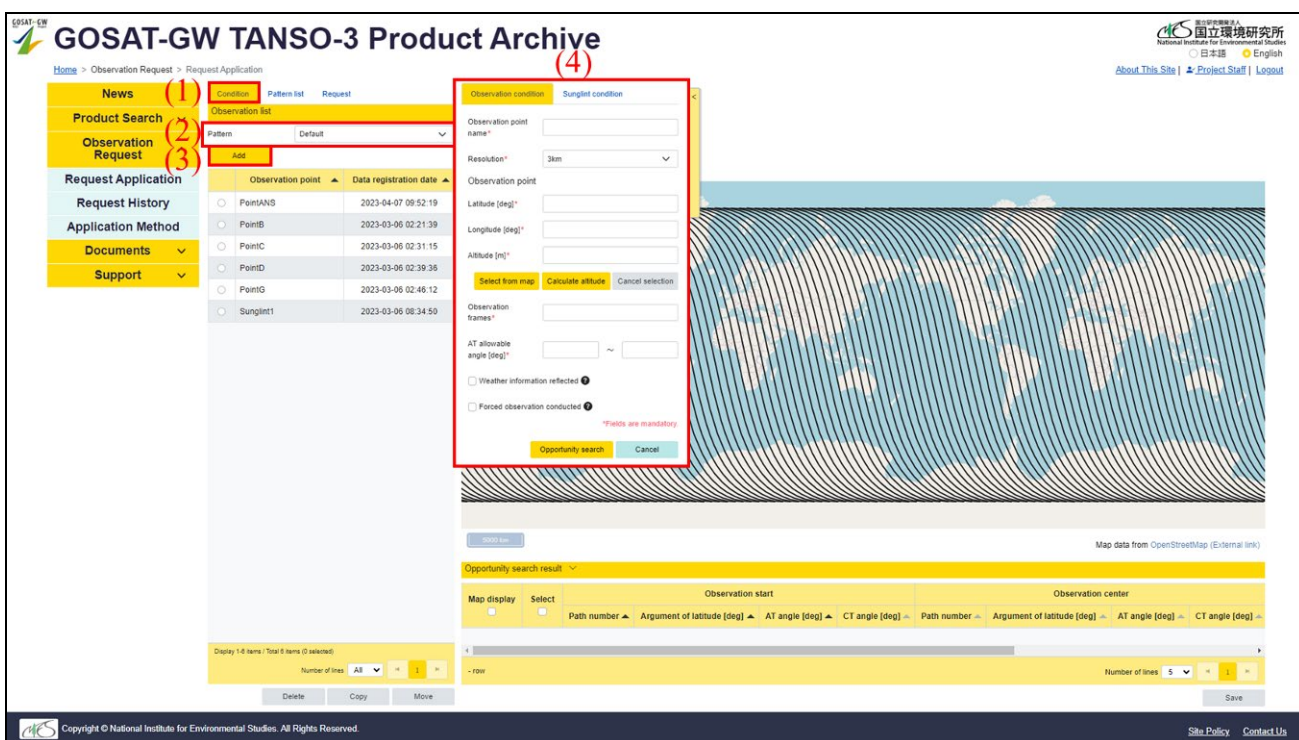 GOSAT-GW
GOSAT-GW TANSO-3 Product Archive
国立研究開発法人
国立環境研究所
National Institute for Environmental Studies
日本語 English
Home > Observation Request > Request Application
About This Site | Project Staff | Logout
(4)
News
Product Search
Observation Request
Request Application
Request History
Application Method
Documents
Support
(1)
Condition Pattern list Request
Observation list
(2)
Pattern Default
(3)
Add
Observation point Data registration date
PointANS 2023-04-07 09:52:19
PointB 2023-03-06 02:21:39
PointC 2023-03-06 02:31:15
PointD 2023-03-06 02:39:36
PointG 2023-03-06 02:46:12
Sunglint1 2023-03-06 08:34:50
Display 1-6 items / Total 6 items (0 selected)
Number of lines All 1
Delete Copy Move
Observation condition Sunglint condition <
Observation point name*
Resolution* 3km
Observation point
Latitude [deg]*
Longitude [deg]*
Altitude [m]*
Select from map Calculate altitude Cancel selection
Observation frames*
AT allowable angle [deg]* ~
Weather information reflected ?
Forced observation conducted ?
*Fields are mandatory
Opportunity search Cancel
5000 km
Map data from OpenStreetMap (External link)
Opportunity search result
Map display Select Observation start Observation center
Path number Argument of latitude [deg] AT angle [deg] CT angle [deg] Path number Argument of latitude [deg] AT angle [deg] CT angle [deg]
- row
Number of lines 5 1
Save
Copyright © National Institute for Environmental Studies. All Rights Reserved.
Site Policy Contact Us